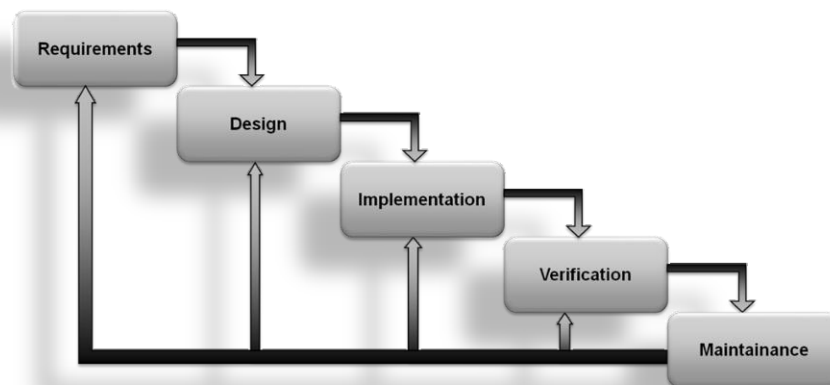 Requirements
Design
Implementation
Verification
Maintainance